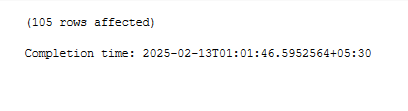 (105 rows affected)
Completion time: 2025-02-13T01:01:46.5952564+05:30